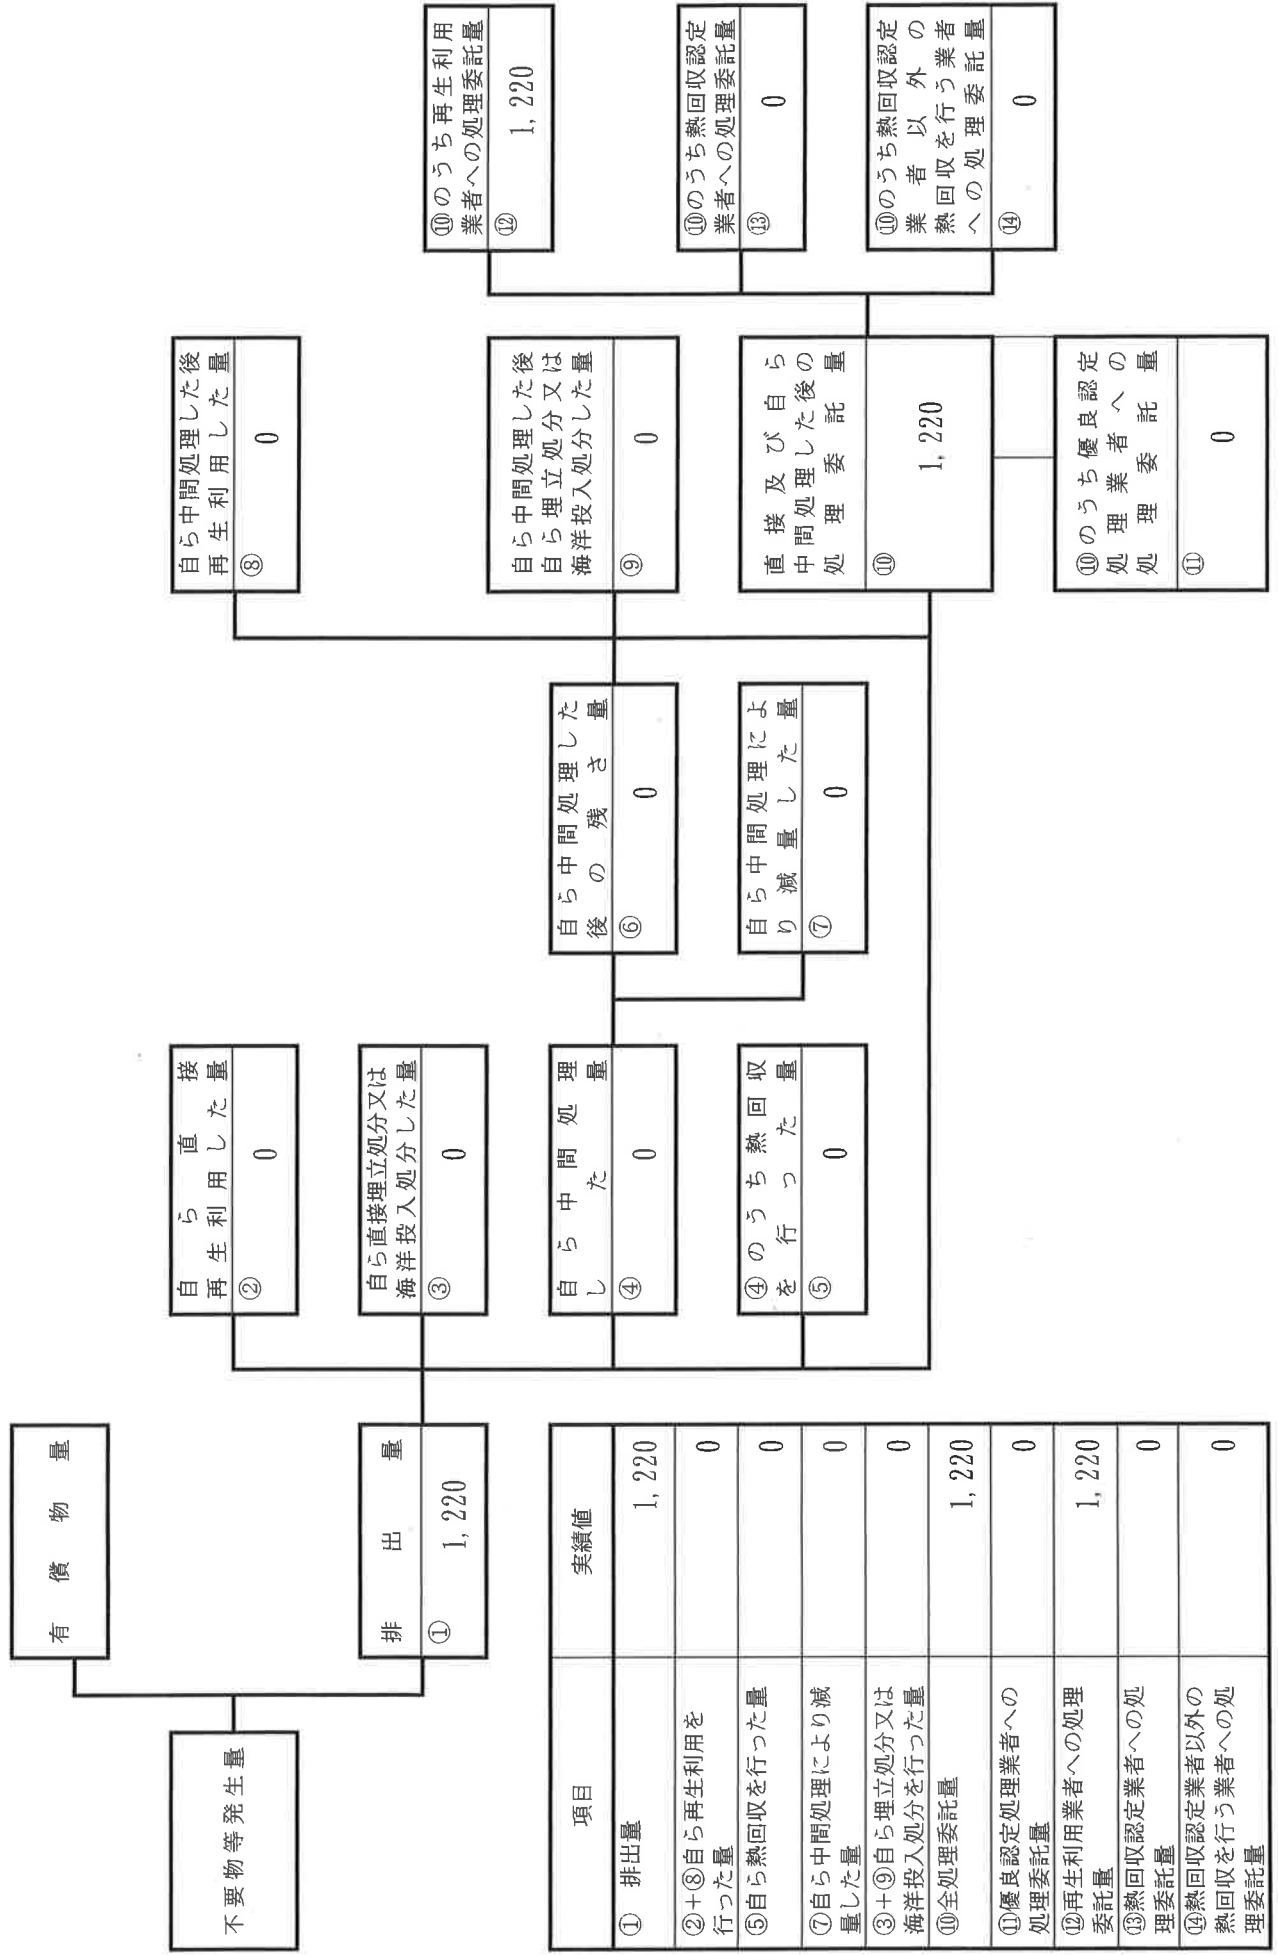 不要物等発生量
有償物量
排出量
①
1,220
自ら直接
再生利用した量
②
0
自ら直接埋立処分又は
海洋投入処分した量
③
0
自ら中間処理
した量
④
0
④のうち熱回収
を行った量
⑤
0
自ら中間処理した
後の残さ量
⑥
0
自ら中間処理によ
り減量した量
⑦
0
自ら中間処理した後
再生利用した量
⑧
0
自ら中間処理した後
自ら埋立処分又は
海洋投入処分した量
⑨
0
直接及び自ら
中間処理した後の
処理委託量
⑩
1,220
⑩のうち優良認定
処理業者への
処理委託量
⑪
0
⑩のうち再生利用
業者への処理委託量
⑫
1,220
⑩のうち熱回収認定
業者への処理委託量
⑬
0
⑩のうち熱回収認定
業者以外の
熱回収を行う業者
への処理委託量
⑭
0
項目 実績値
① 排出量 1,220
②+⑧自ら再生利用を
行った量 0
⑤自ら熱回収を行った量 0
⑦自ら中間処理により減
量した量 0
③+⑨自ら埋立処分又は
海洋投入処分を行った量 0
⑩全処理委託量 1,220
⑪優良認定処理業者への
処理委託量 0
⑫再生利用業者への処理
委託量 1,220
⑬熱回収認定業者への処
理委託量 0
⑭熱回収認定業者以外の
熱回収を行う業者への処
理委託量 0